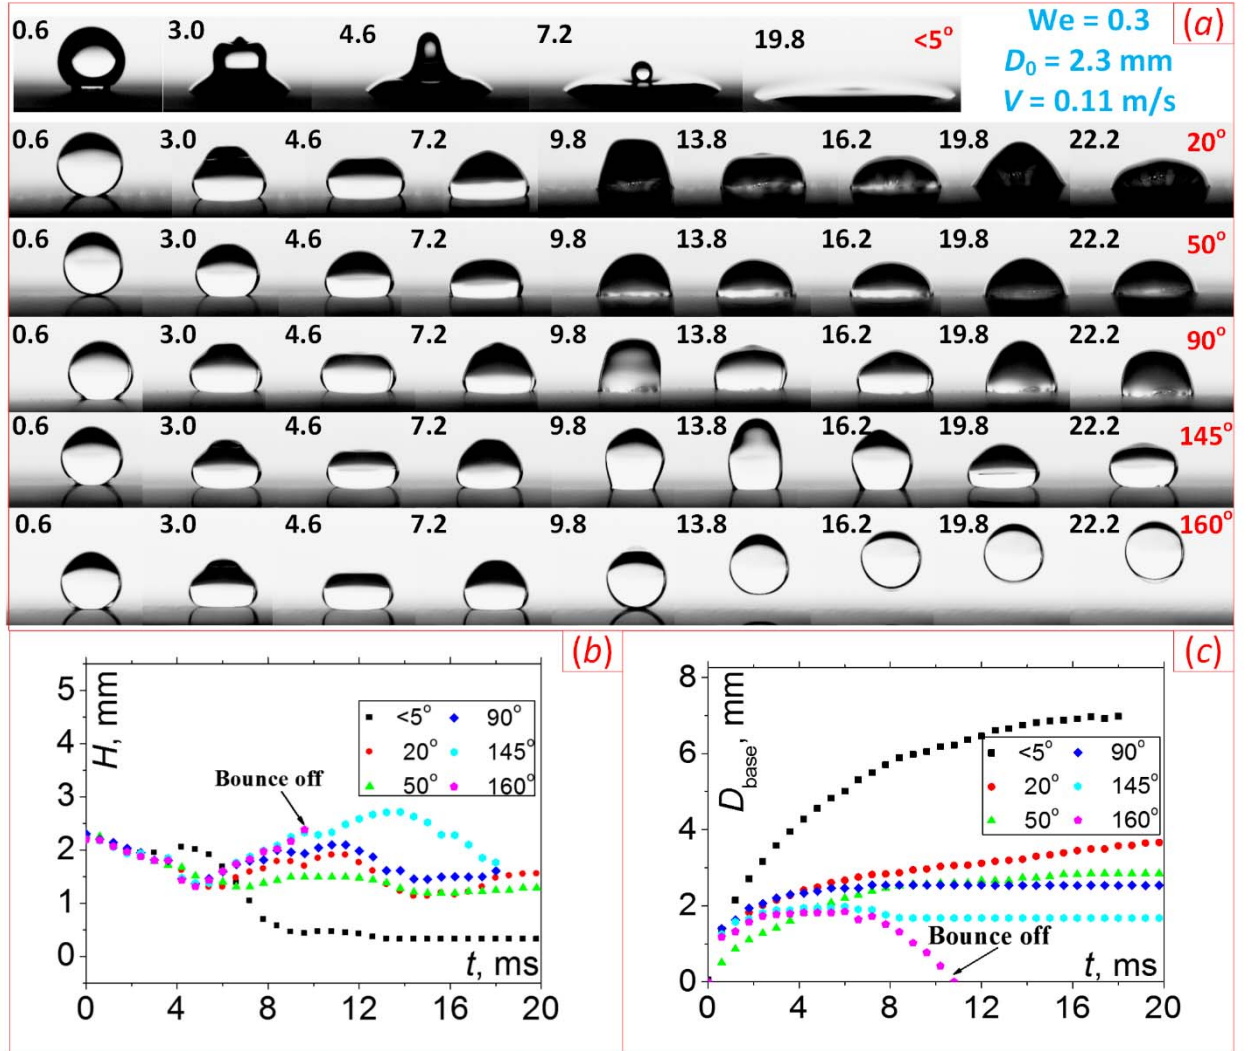 0.6 3.0 4.6 7.2 19.8 <5° We = 0.3 (a)
D₀ = 2.3 mm
V = 0.11 m/s
0.6 3.0 4.6 7.2 9.8 13.8 16.2 19.8 22.2 20°
0.6 3.0 4.6 7.2 9.8 13.8 16.2 19.8 22.2 50°
0.6 3.0 4.6 7.2 9.8 13.8 16.2 19.8 22.2 90°
0.6 3.0 4.6 7.2 9.8 13.8 16.2 19.8 22.2 145°
0.6 3.0 4.6 7.2 9.8 13.8 16.2 19.8 22.2 160°
(b)
H, mm
5
4
3
2
1
0
<5° 90°
20° 145°
50° 160°
Bounce off
t, ms
0 4 8 12 16 20
(c)
D_base, mm
8
6
4
2
0
<5° 90°
20° 145°
50° 160°
Bounce off
t, ms
0 4 8 12 16 20